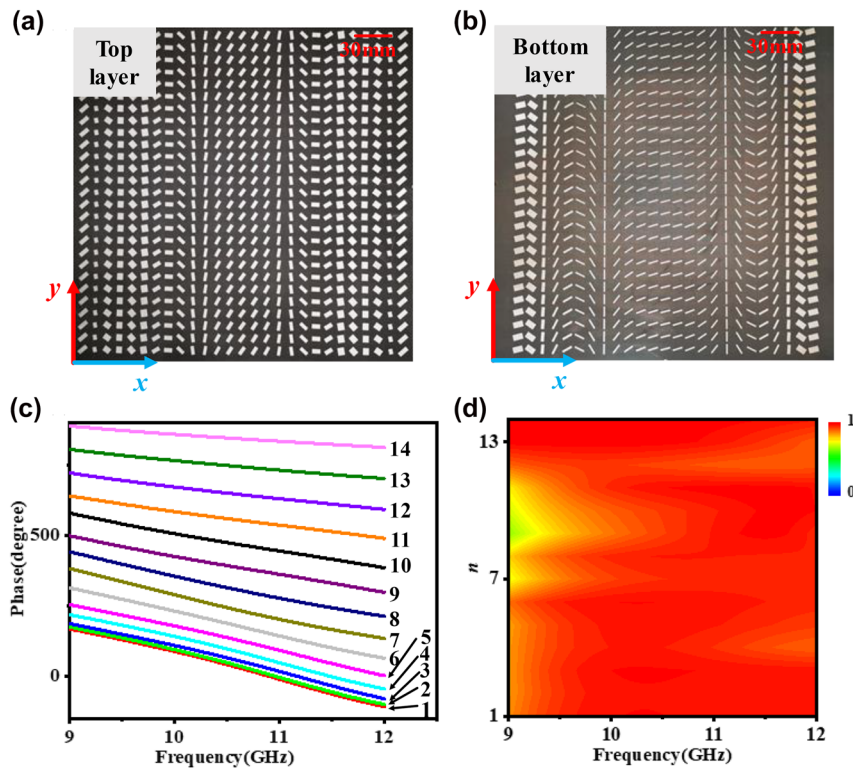 (a)
Top
layer
30mm
y
x
(b)
Bottom
layer
30mm
y
x
(c)
Phase(degree)
500
0
9
10
11
12
Frequency(GHz)
14
13
12
11
10
9
8
7
6
5
4
3
2
1
(d)
n
13
7
1
9
10
11
12
Frequency(GHz)
1
0